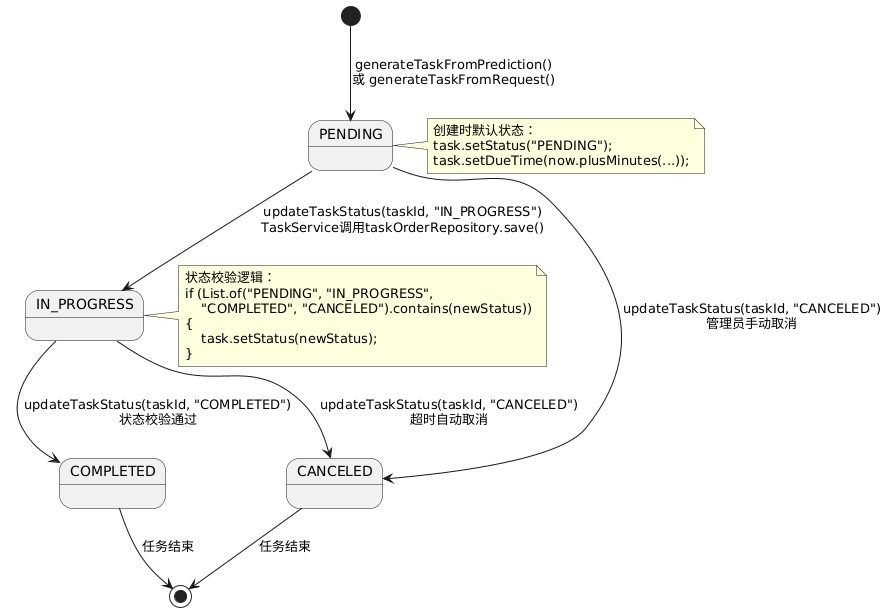 generateTaskFromPrediction()
或 generateTaskFromRequest()
PENDING
创建时默认状态：
task.setStatus("PENDING");
task.setDueTime(now.plusMinutes(...));
updateTaskStatus(taskId, "IN_PROGRESS")
TaskService调用taskOrderRepository.save()
IN_PROGRESS
状态校验逻辑：
if (List.of("PENDING", "IN_PROGRESS",
"COMPLETED", "CANCELED").contains(newStatus))
{
task.setStatus(newStatus);
}
updateTaskStatus(taskId, "CANCELED")
管理员手动取消
updateTaskStatus(taskId, "COMPLETED")
状态校验通过
updateTaskStatus(taskId, "CANCELED")
超时自动取消
COMPLETED
CANCELED
任务结束
任务结束